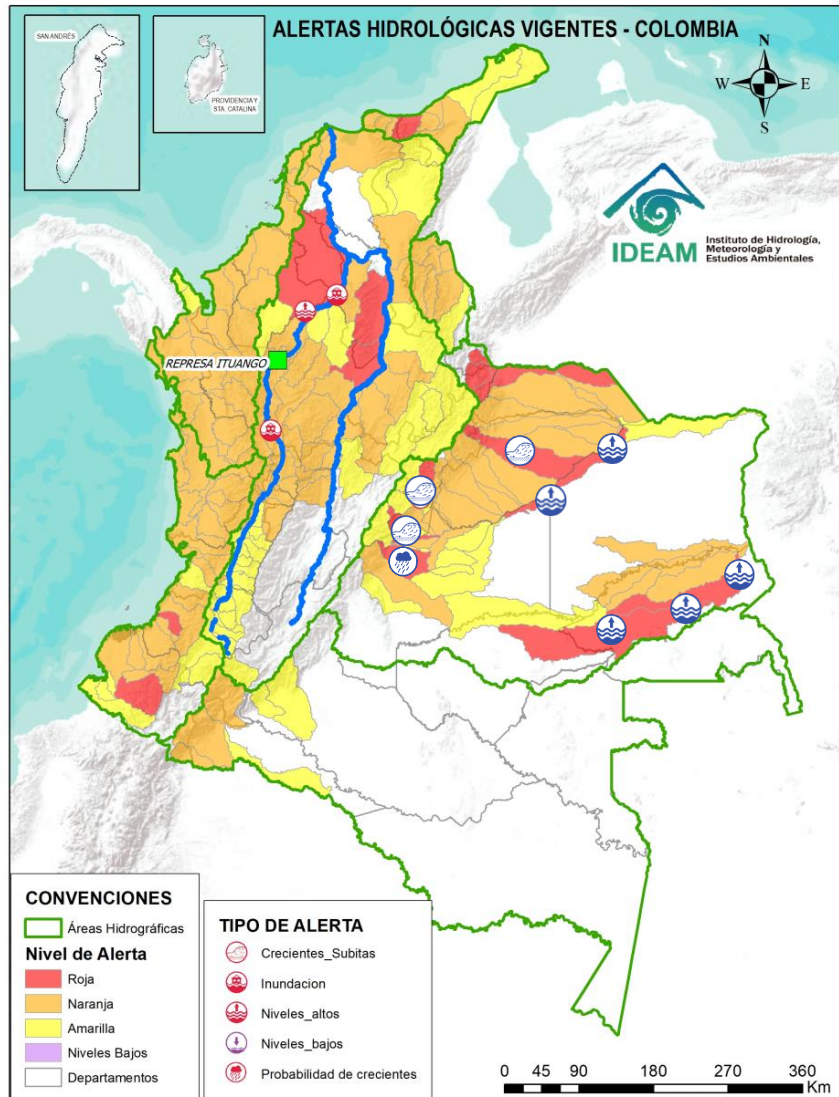 ALERTAS HIDROLÓGICAS VIGENTES - COLOMBIA
SAN ANDRÉS
PROVIDENCIA Y
STA. CATALINA
N
W
E
S
IDEAM
Instituto de Hidrología,
Meteorología y
Estudios Ambientales
REPRESA ITUANGO
CONVENCIONES
Áreas Hidrográficas
Nivel de Alerta
Roja
Naranja
Amarilla
Niveles Bajos
Departamentos
TIPO DE ALERTA
Crecientes_Subitas
Inundacion
Niveles_altos
Niveles_bajos
Probabilidad de crecientes
0 45 90 180 270 360
Km